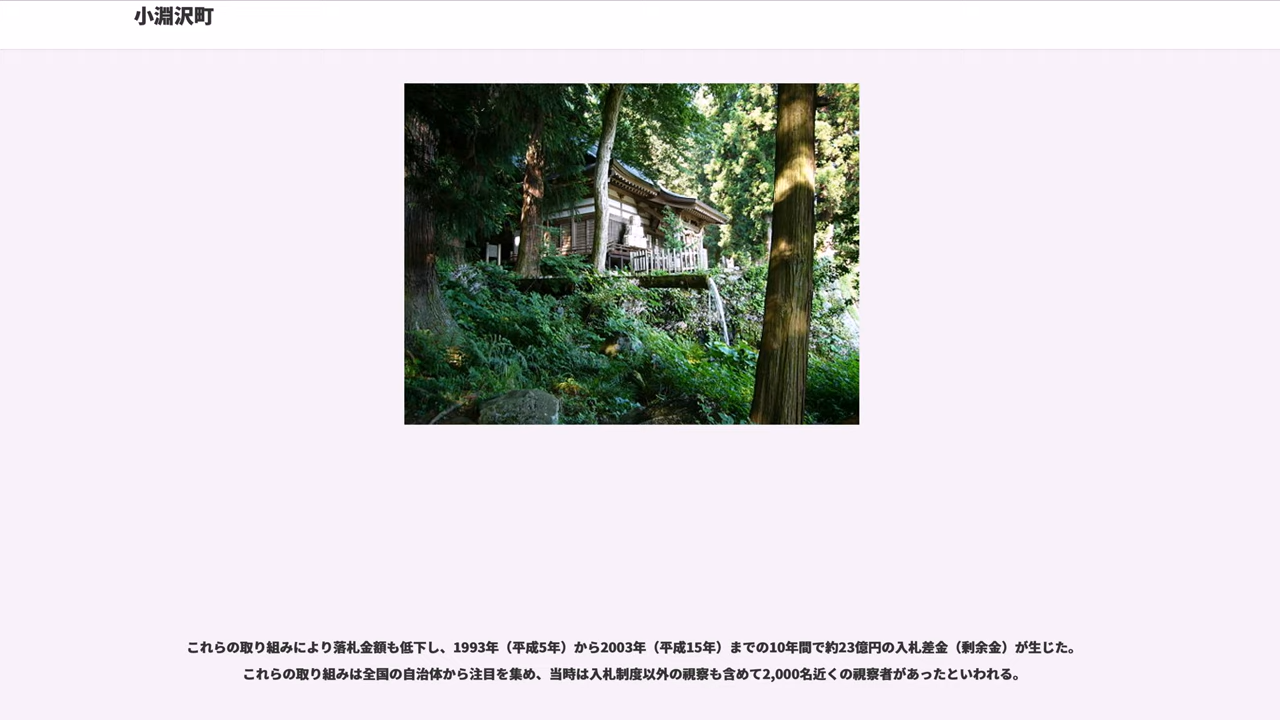 小淵沢町
これらの取り組みにより落札金額も低下し、1993年（平成5年）から2003年（平成15年）までの10年間で約23億円の入札差金（剰余金）が生じた。
これらの取り組みは全国の自治体から注目を集め、当時は入札制度以外の視察も含めて2,000名近くの視察者があったといわれる。